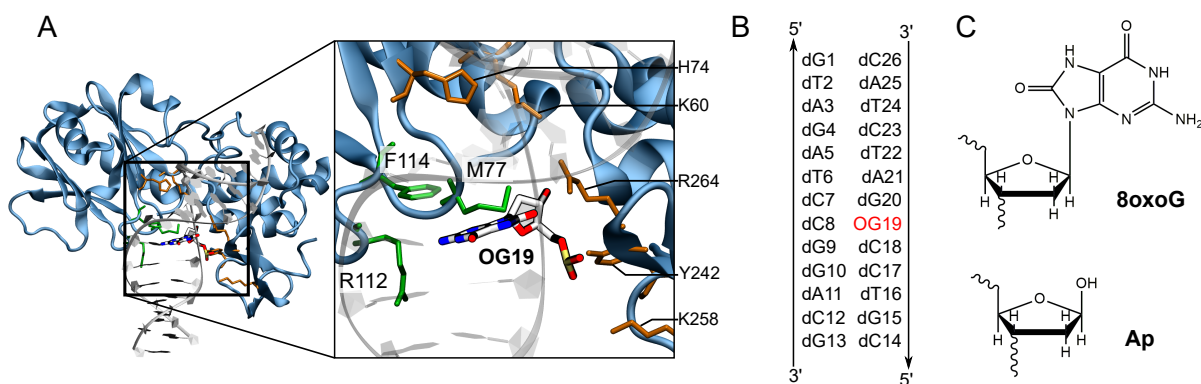 A
H74
K60
F114
M77
R264
OG19
R112
Y242
K258
B
5' 3'
dG1 dC26
dT2 dA25
dA3 dT24
dG4 dC23
dA5 dT22
dT6 dA21
dC7 dG20
dC8 OG19
dG9 dC18
dG10 dC17
dA11 dT16
dC12 dG15
dG13 dC14
3' 5'
C
O
H
N
NH
O
N
N
NH2
O
H
H
H
H
8oxoG
O
OH
H
H
H
H
Ap